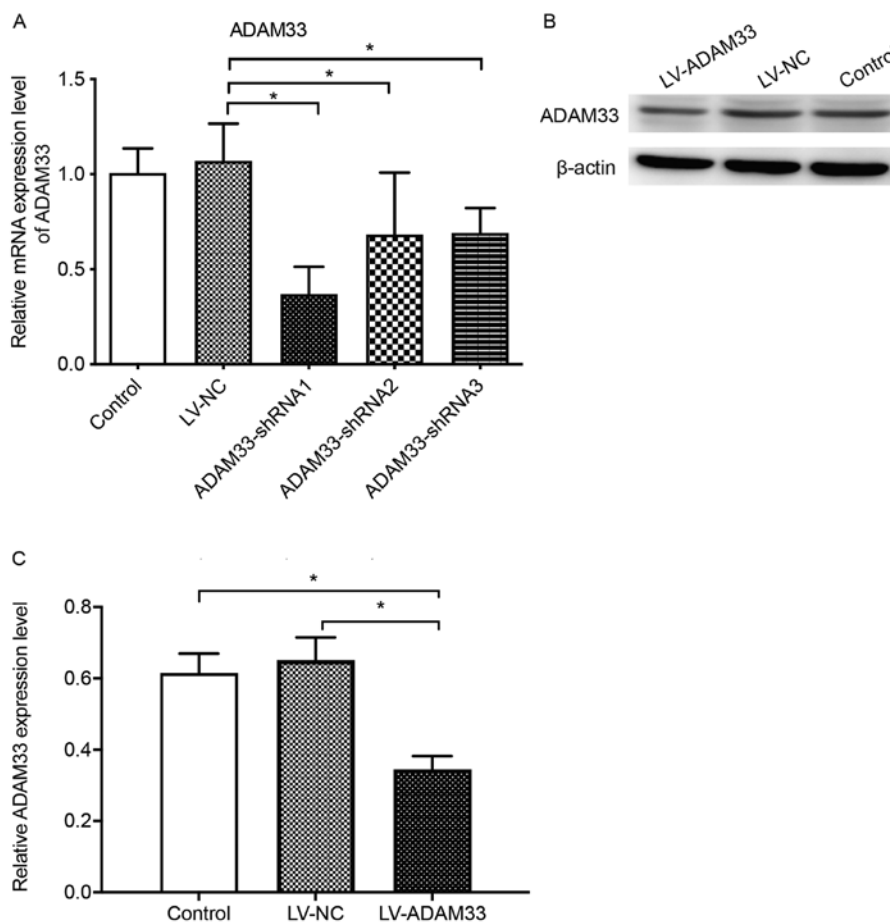 A
ADAM33
*
*
*
1.5
1.0
0.5
0.0
Relative mRNA expression level
of ADAM33
Control
LV-NC
ADAM33-shRNA1
ADAM33-shRNA2
ADAM33-shRNA3
B
LV-ADAM33
LV-NC
Control
ADAM33
β-actin
C
*
*
0.8
0.6
0.4
0.2
0.0
Relative ADAM33 expression level
Control
LV-NC
LV-ADAM33